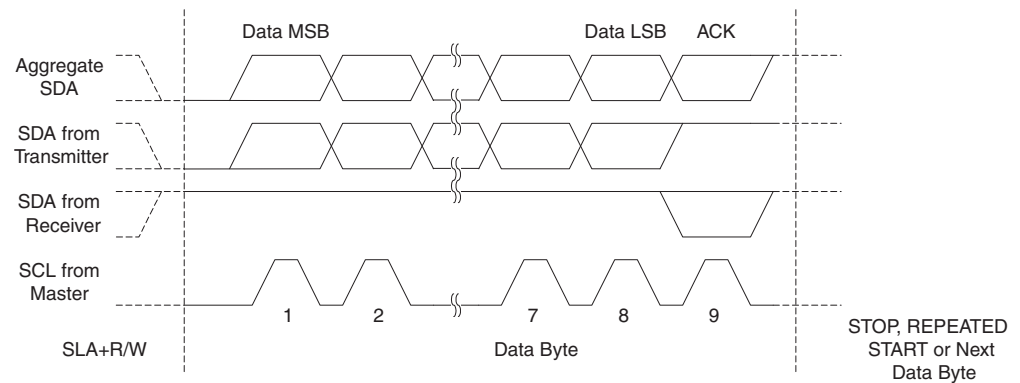 Data MSB
Data LSB
ACK
Aggregate
SDA
SDA from
Transmitter
SDA from
Receiver
SCL from
Master
1
2
7
8
9
SLA+R/W
Data Byte
STOP, REPEATED
START or Next
Data Byte